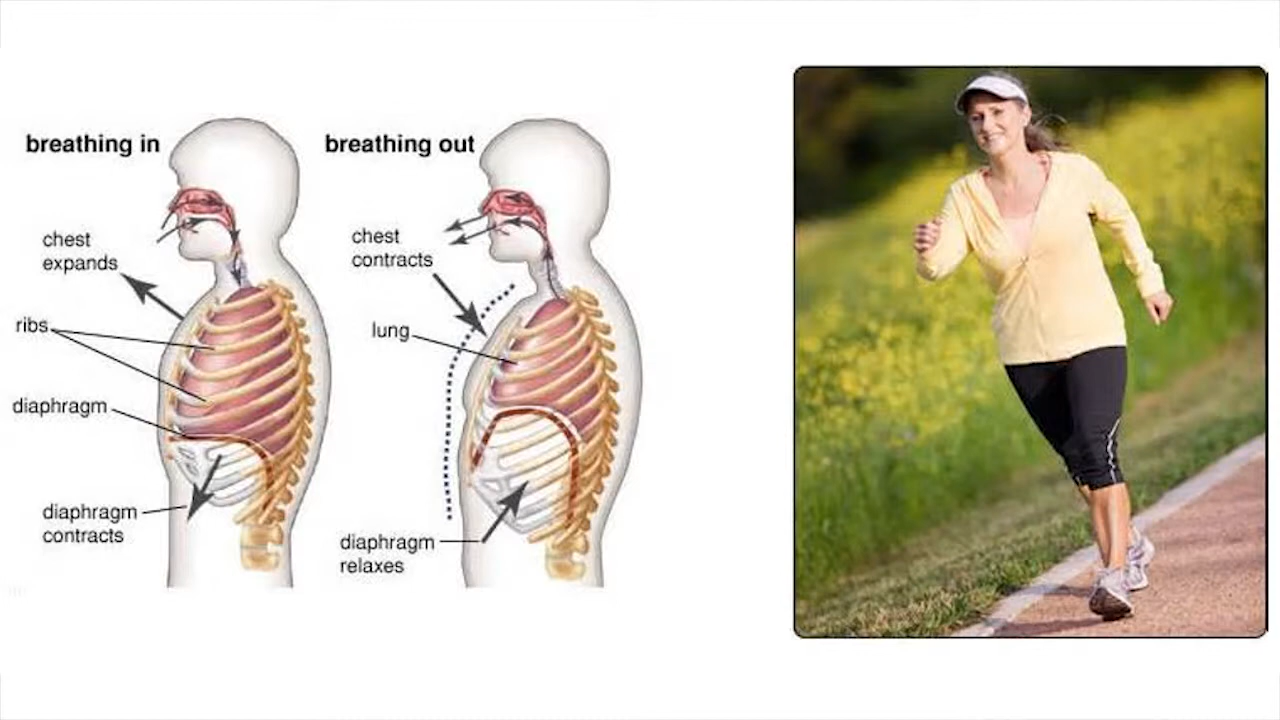 breathing in
chest
expands
ribs
diaphragm
diaphragm
contracts
breathing out
chest
contracts
lung
diaphragm
relaxes